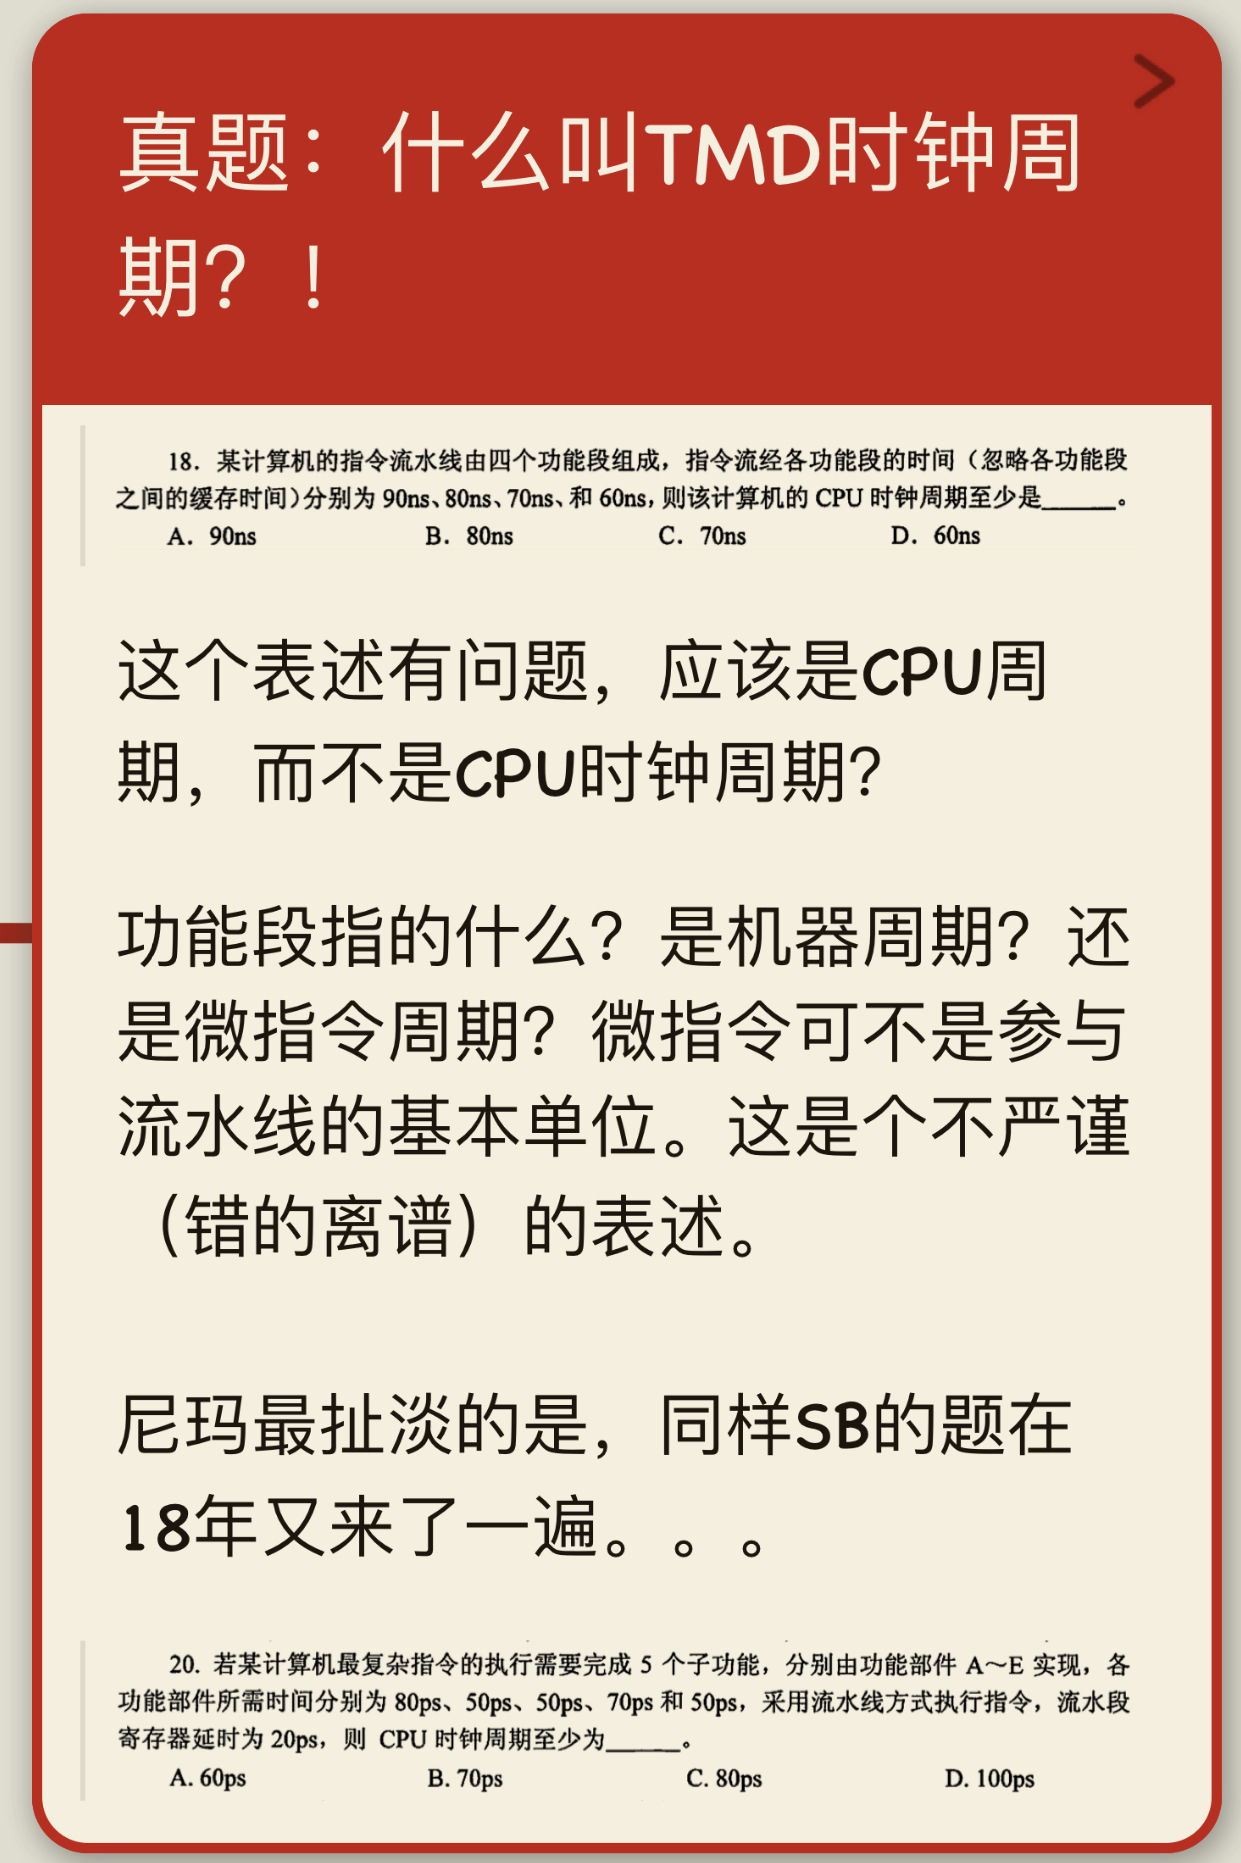 真题：什么叫TMD时钟周
期？！
18．某计算机的指令流水线由四个功能段组成，指令流经各功能段的时间（忽略各功能段
之间的缓存时间）分别为 90ns、80ns、70ns、和 60ns，则该计算机的 CPU 时钟周期至少是______。
A．90ns B．80ns C．70ns D．60ns
这个表述有问题，应该是CPU周
期，而不是CPU时钟周期？
功能段指的什么？是机器周期？还
是微指令周期？微指令可不是参与
流水线的基本单位。这是个不严谨
（错的离谱）的表述。
尼玛最扯淡的是，同样SB的题在
18年又来了一遍。。。
20. 若某计算机最复杂指令的执行需要完成 5 个子功能，分别由功能部件 A～E 实现，各
功能部件所需时间分别为 80ps、50ps、50ps、70ps 和 50ps，采用流水线方式执行指令，流水段
寄存器延时为 20ps，则 CPU 时钟周期至少为______。
A. 60ps B. 70ps C. 80ps D. 100ps